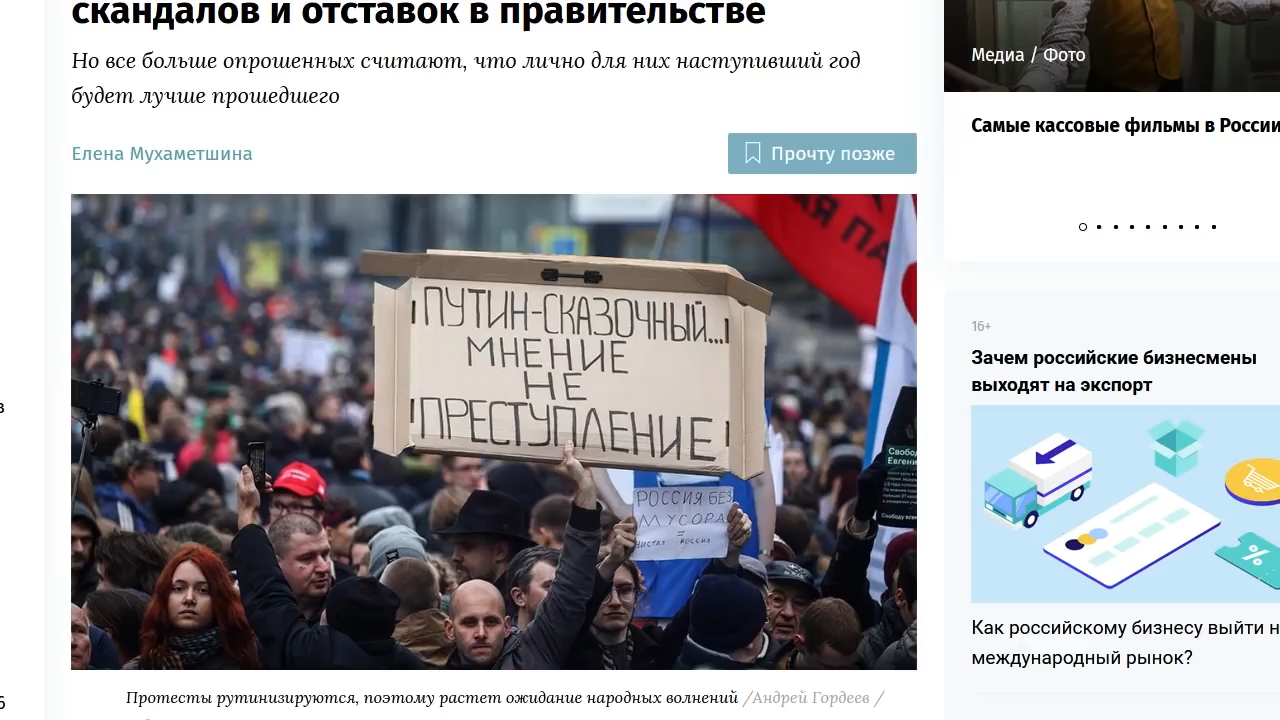 скандалов и отставок в правительстве
Но все больше опрошенных считают, что лично для них наступивший год
будет лучше прошедшего
Елена Мухаметшина
Прочту позже
ПУТИН-СКАЗОЧНЫЙ...
МНЕНИЕ
НЕ
ПРЕСТУПЛЕНИЕ
РОССИЯ БЕЗ
МУСОРА
=
ЧИСТАЯ РОССИЯ
Протесты рутинизируются, поэтому растет ожидание народных волнений /Андрей Гордеев /
Медиа / Фото
Самые кассовые фильмы в России
16+
Зачем российские бизнесмены
выходят на экспорт
Как российскому бизнесу выйти н
международный рынок?